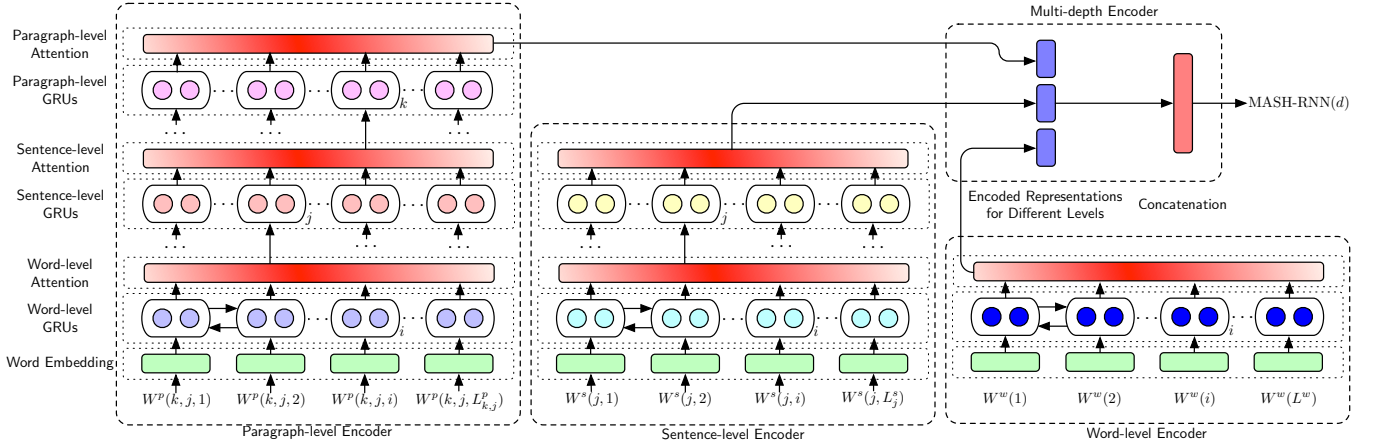 Multi-depth Encoder
Paragraph-level
Attention
Paragraph-level
GRUs
k
MASH-RNN(d)
Sentence-level
Attention
Sentence-level
GRUs
j
j
Encoded Representations
for Different Levels
Concatenation
Word-level
Attention
Word-level
GRUs
i
i
i
Word Embedding
W^p(k, j, 1)
W^p(k, j, 2)
W^p(k, j, i)
W^p(k, j, L^p_{k,j})
W^s(j, 1)
W^s(j, 2)
W^s(j, i)
W^s(j, L^s_j)
W^w(1)
W^w(2)
W^w(i)
W^w(L^w)
Paragraph-level Encoder
Sentence-level Encoder
Word-level Encoder